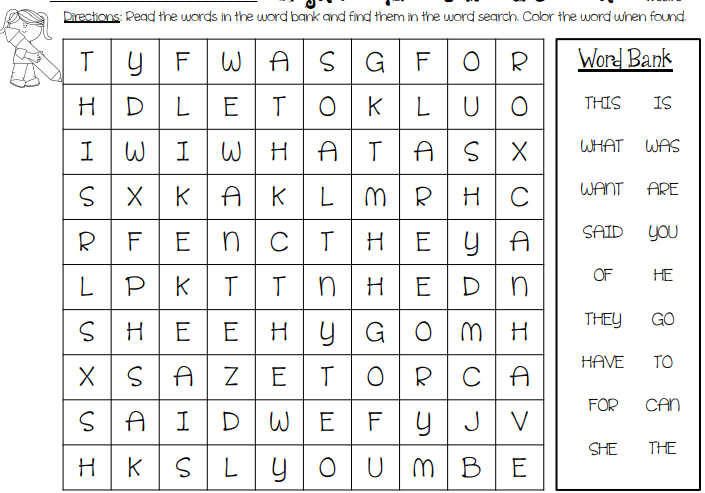 Directions: Read the words in the word bank and find them in the word search. Color the word when found.
T Y F W A S G F O R
H D L E T O K L U O
I W I W H A T A S X
S X K A K L M R H C
R F E N C T H E Y A
L P K T T N H E D N
S H E E H Y G O M H
X S A Z E T O R C A
S A I D W E F Y J V
H K S L Y O U M B E
Word Bank
THIS IS
WHAT WAS
WANT ARE
SAID YOU
OF HE
THEY GO
HAVE TO
FOR CAN
SHE THE